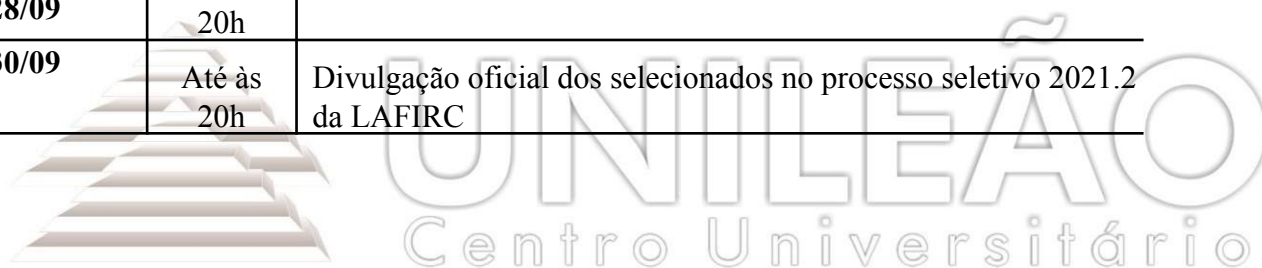 28/09
20h
30/09
Até às
20h
Divulgação oficial dos selecionados no processo seletivo 2021.2
da LAFIRC
UNILEÃO
Centro Universitário